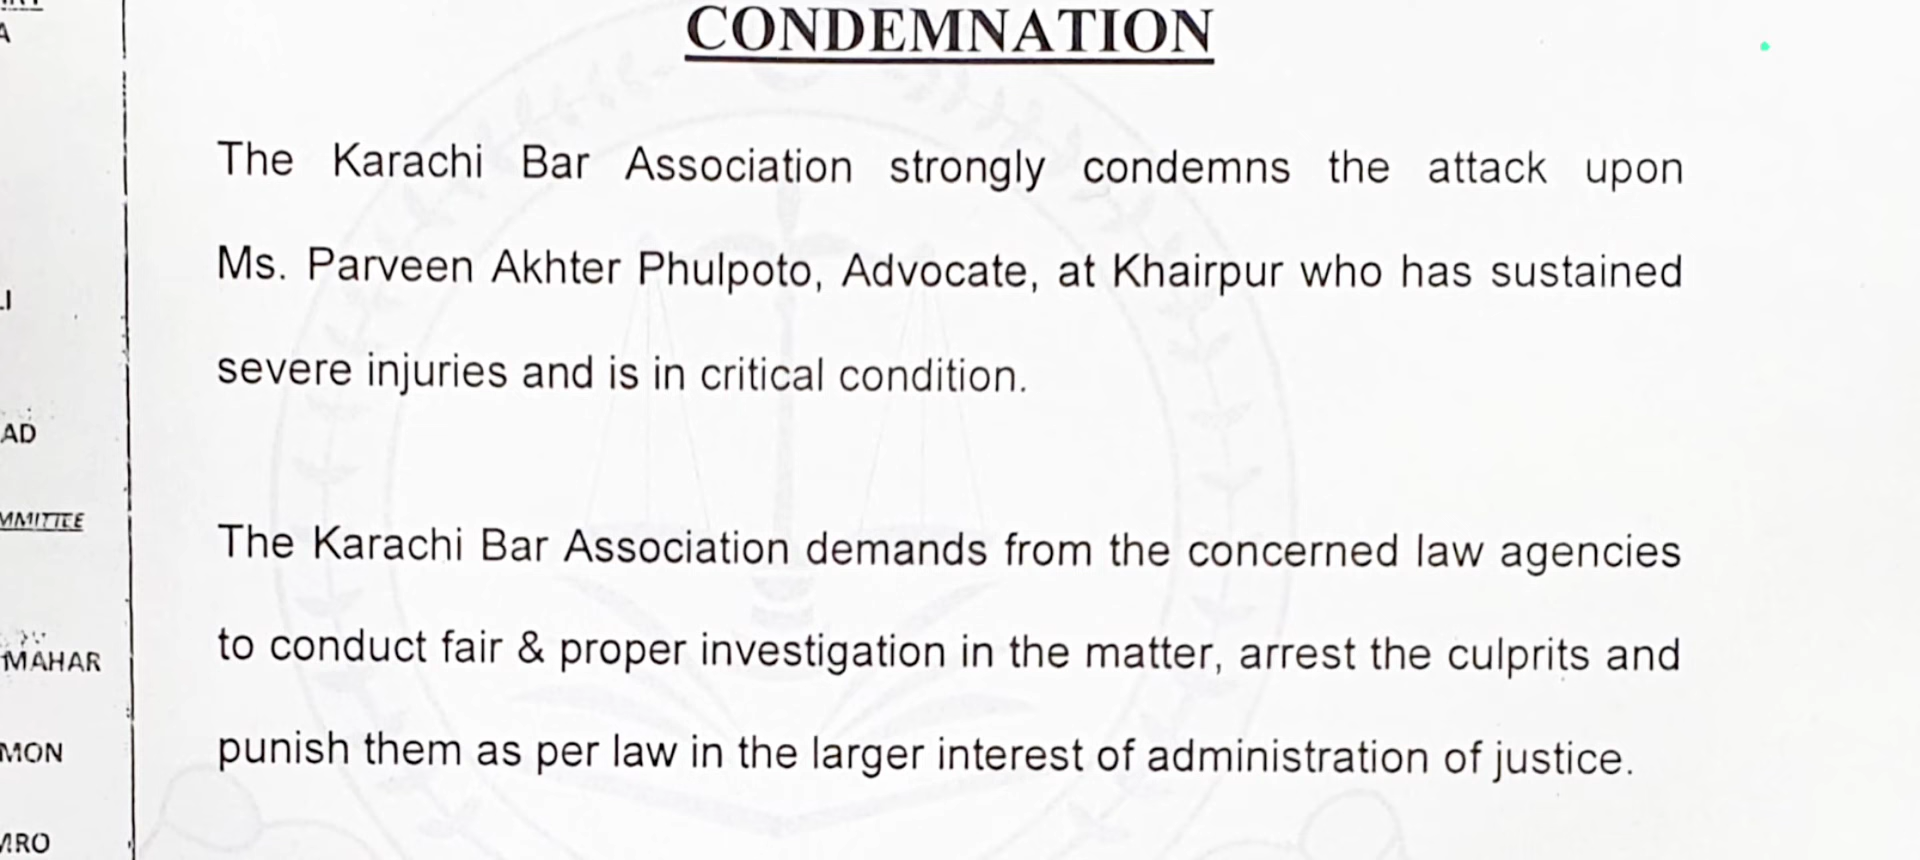 CONDEMNATION
The Karachi Bar Association strongly condemns the attack upon
Ms. Parveen Akhter Phulpoto, Advocate, at Khairpur who has sustained
severe injuries and is in critical condition.
The Karachi Bar Association demands from the concerned law agencies
to conduct fair & proper investigation in the matter, arrest the culprits and
punish them as per law in the larger interest of administration of justice.
A
LI
AD
MMITTEE
MAHAR
MON
MRO